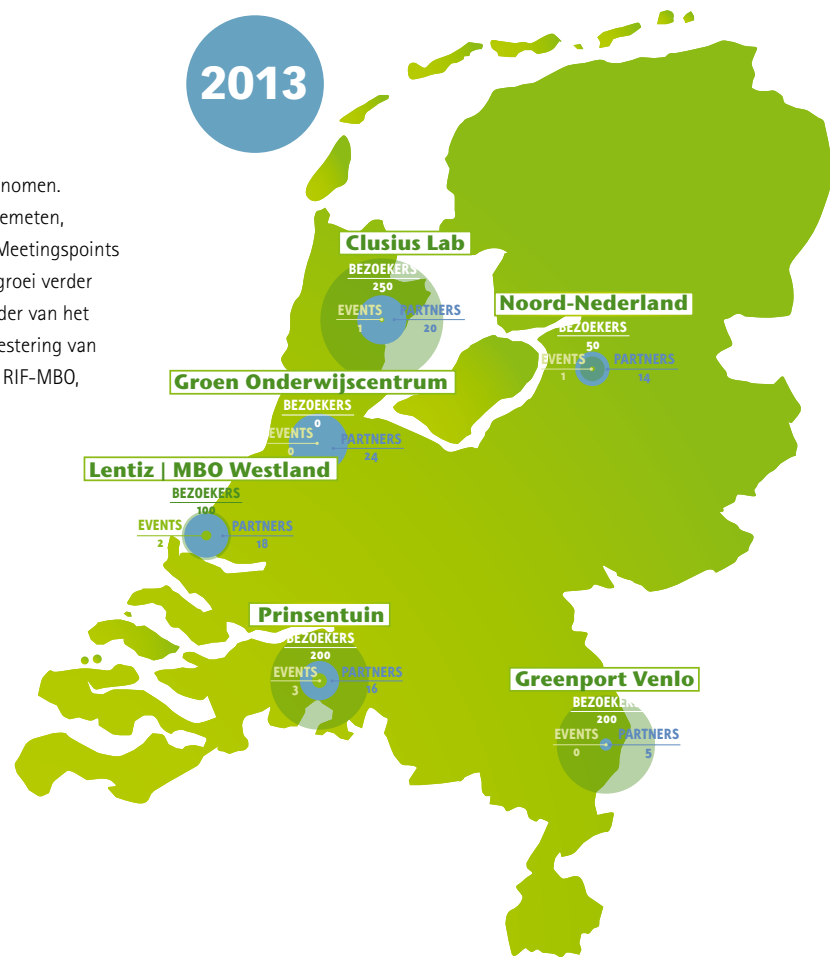 2013
nomen.
emeten,
Meetingspoints
groei verder
der van het
estering van
RIF-MBO,
Clusius Lab
BEZOEKERS
250
EVENTS
1
PARTNERS
20
Noord-Nederland
BEZOEKERS
50
EVENTS
1
PARTNERS
14
Groen Onderwijscentrum
BEZOEKERS
0
EVENTS
0
PARTNERS
24
Lentiz | MBO Westland
BEZOEKERS
100
EVENTS
2
PARTNERS
18
Prinsentuin
BEZOEKERS
200
EVENTS
3
PARTNERS
16
Greenport Venlo
BEZOEKERS
200
EVENTS
0
PARTNERS
5